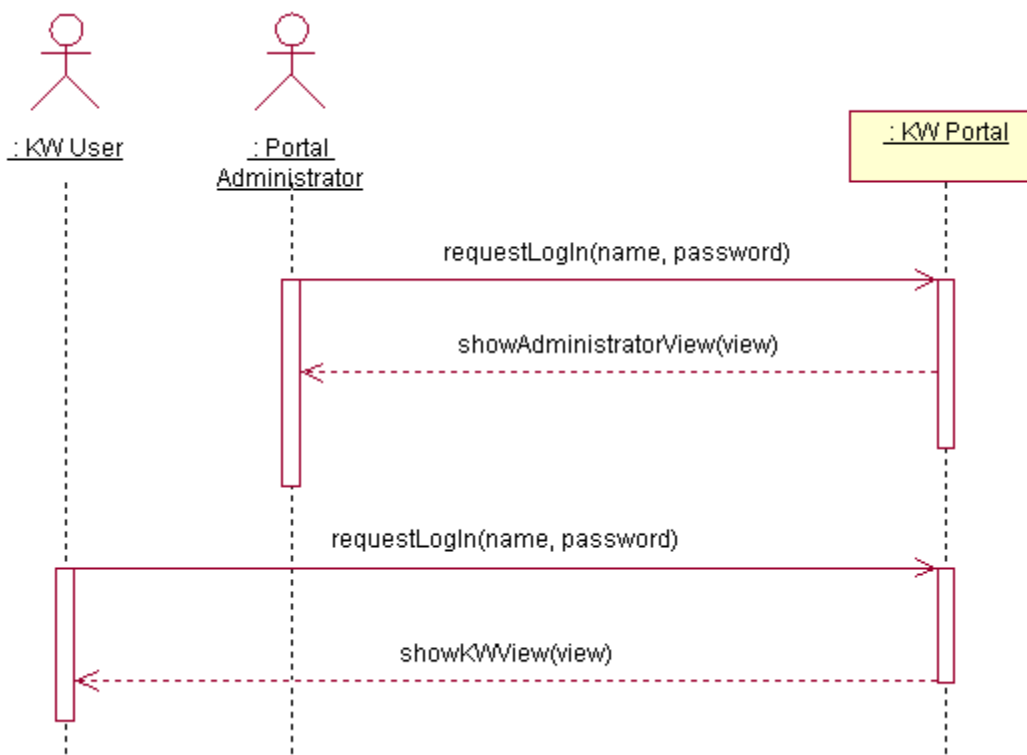 : KW User
: Portal
Administrator
: KW Portal
requestLogIn(name, password)
showAdministratorView(view)
requestLogIn(name, password)
showKWView(view)